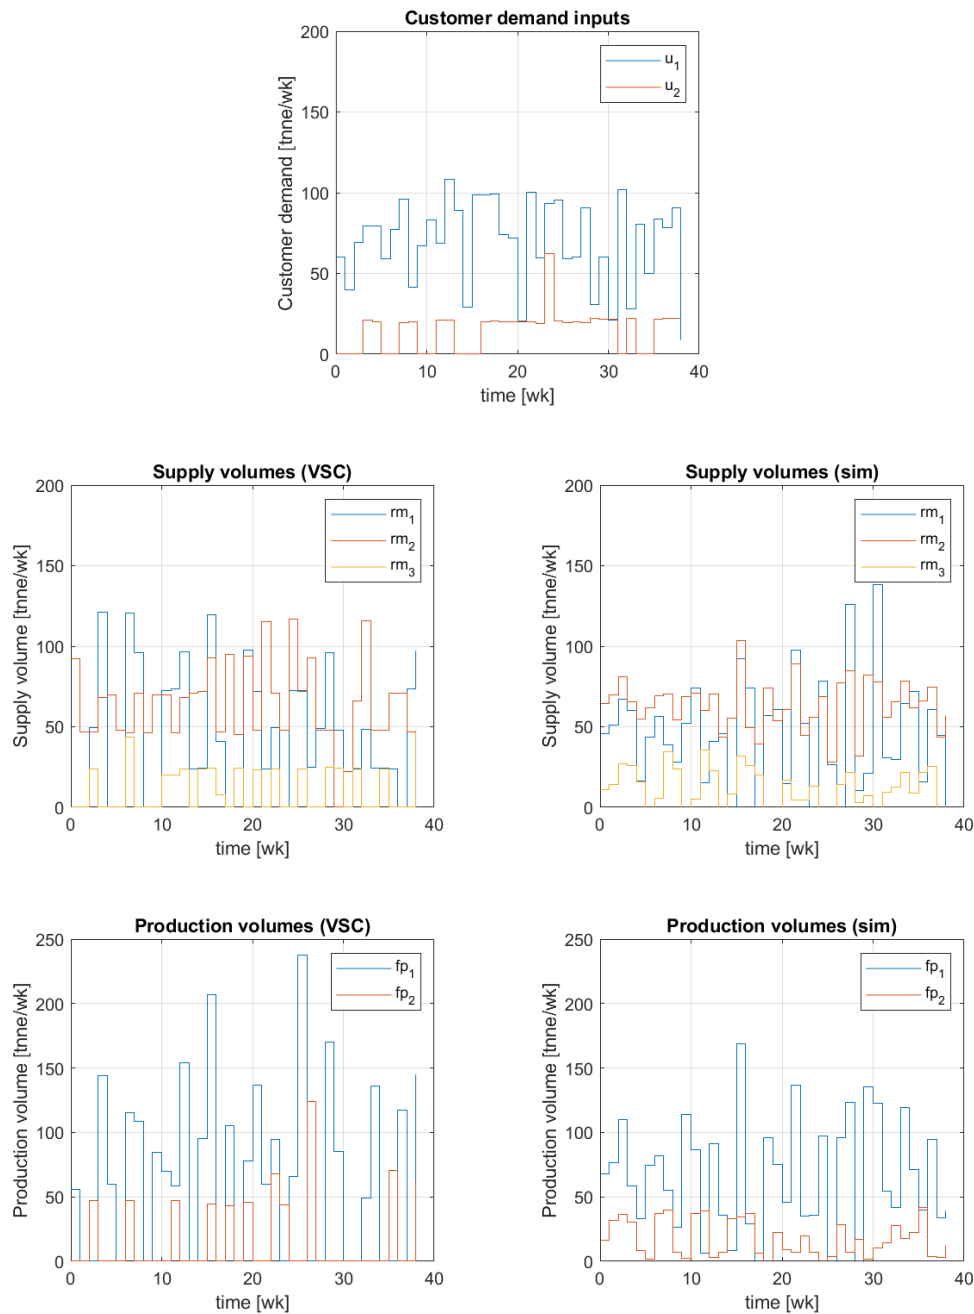 Customer demand inputs
200
150
100
50
0
Customer demand [tnne/wk]
u1
u2
0 10 20 30 40
time [wk]
Supply volumes (VSC)
200
150
100
50
0
Supply volume [tnne/wk]
rm1
rm2
rm3
0 10 20 30 40
time [wk]
Supply volumes (sim)
200
150
100
50
0
Supply volume [tnne/wk]
rm1
rm2
rm3
0 10 20 30 40
time [wk]
Production volumes (VSC)
250
200
150
100
50
0
Production volume [tnne/wk]
fp1
fp2
0 10 20 30 40
time [wk]
Production volumes (sim)
250
200
150
100
50
0
Production volume [tnne/wk]
fp1
fp2
0 10 20 30 40
time [wk]